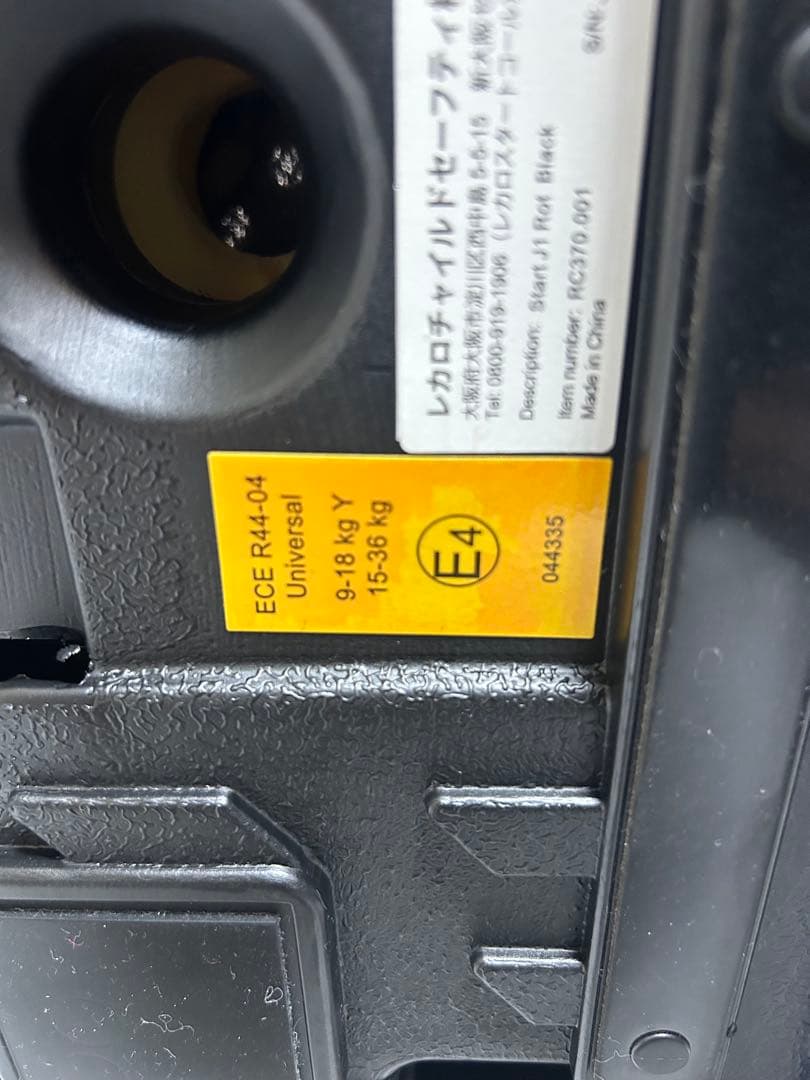 レカロチャイルドセーフティ
大阪府大阪市淀川区西中島 5-5-15 新大阪
Tel: 0800-919-1906 (レカロスタートコール
Description: Start J1 Rot Black
Item number: RC370.001
S/Nr.
Made in China
ECE R44-04
Universal
9-18 kg Y
15-36 kg
E4
044335